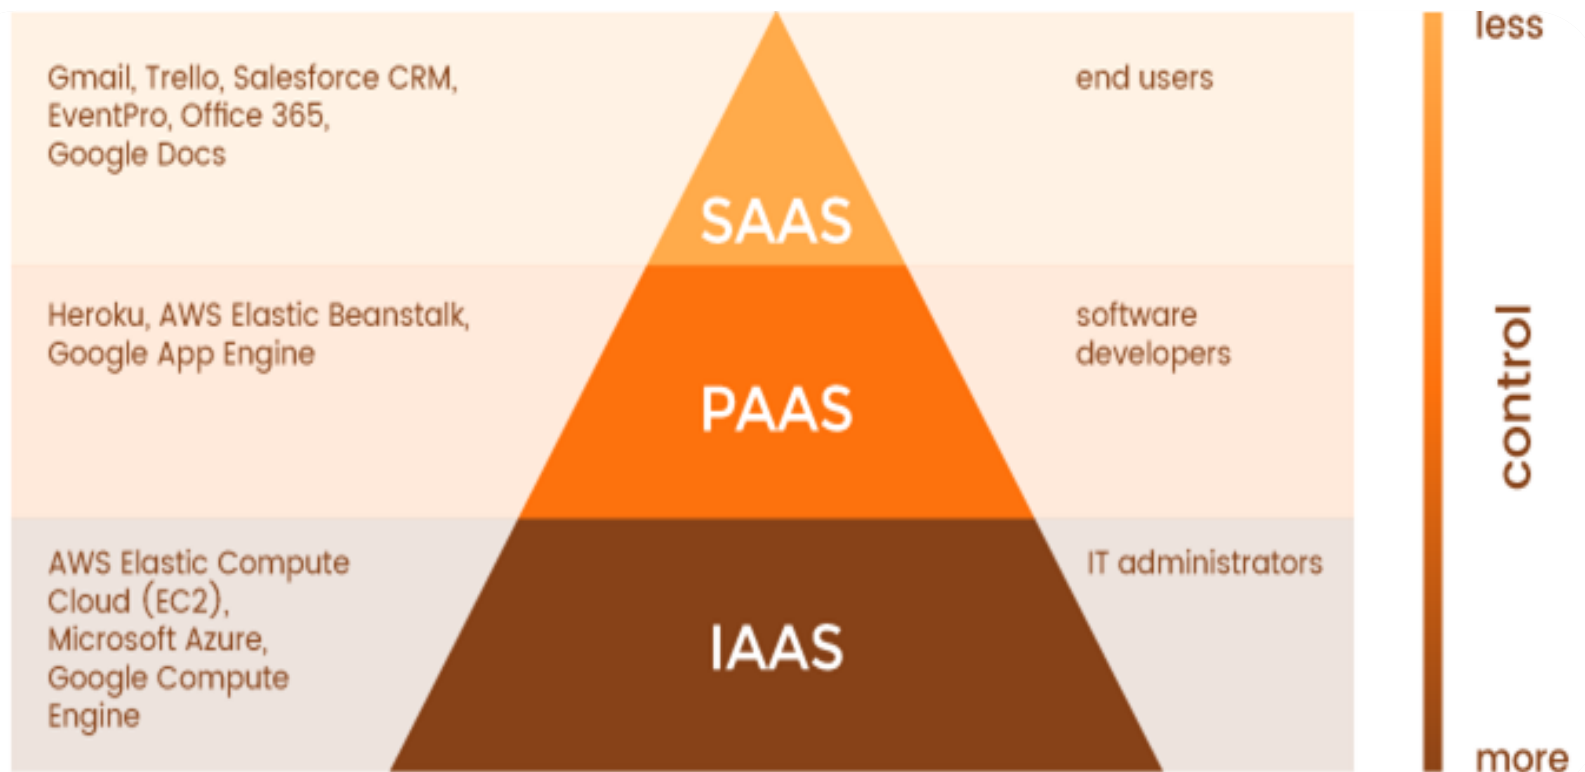 Gmail, Trello, Salesforce CRM,
EventPro, Office 365,
Google Docs
SAAS
end users
Heroku, AWS Elastic Beanstalk,
Google App Engine
PAAS
software
developers
AWS Elastic Compute
Cloud (EC2),
Microsoft Azure,
Google Compute
Engine
IAAS
IT administrators
less
control
more